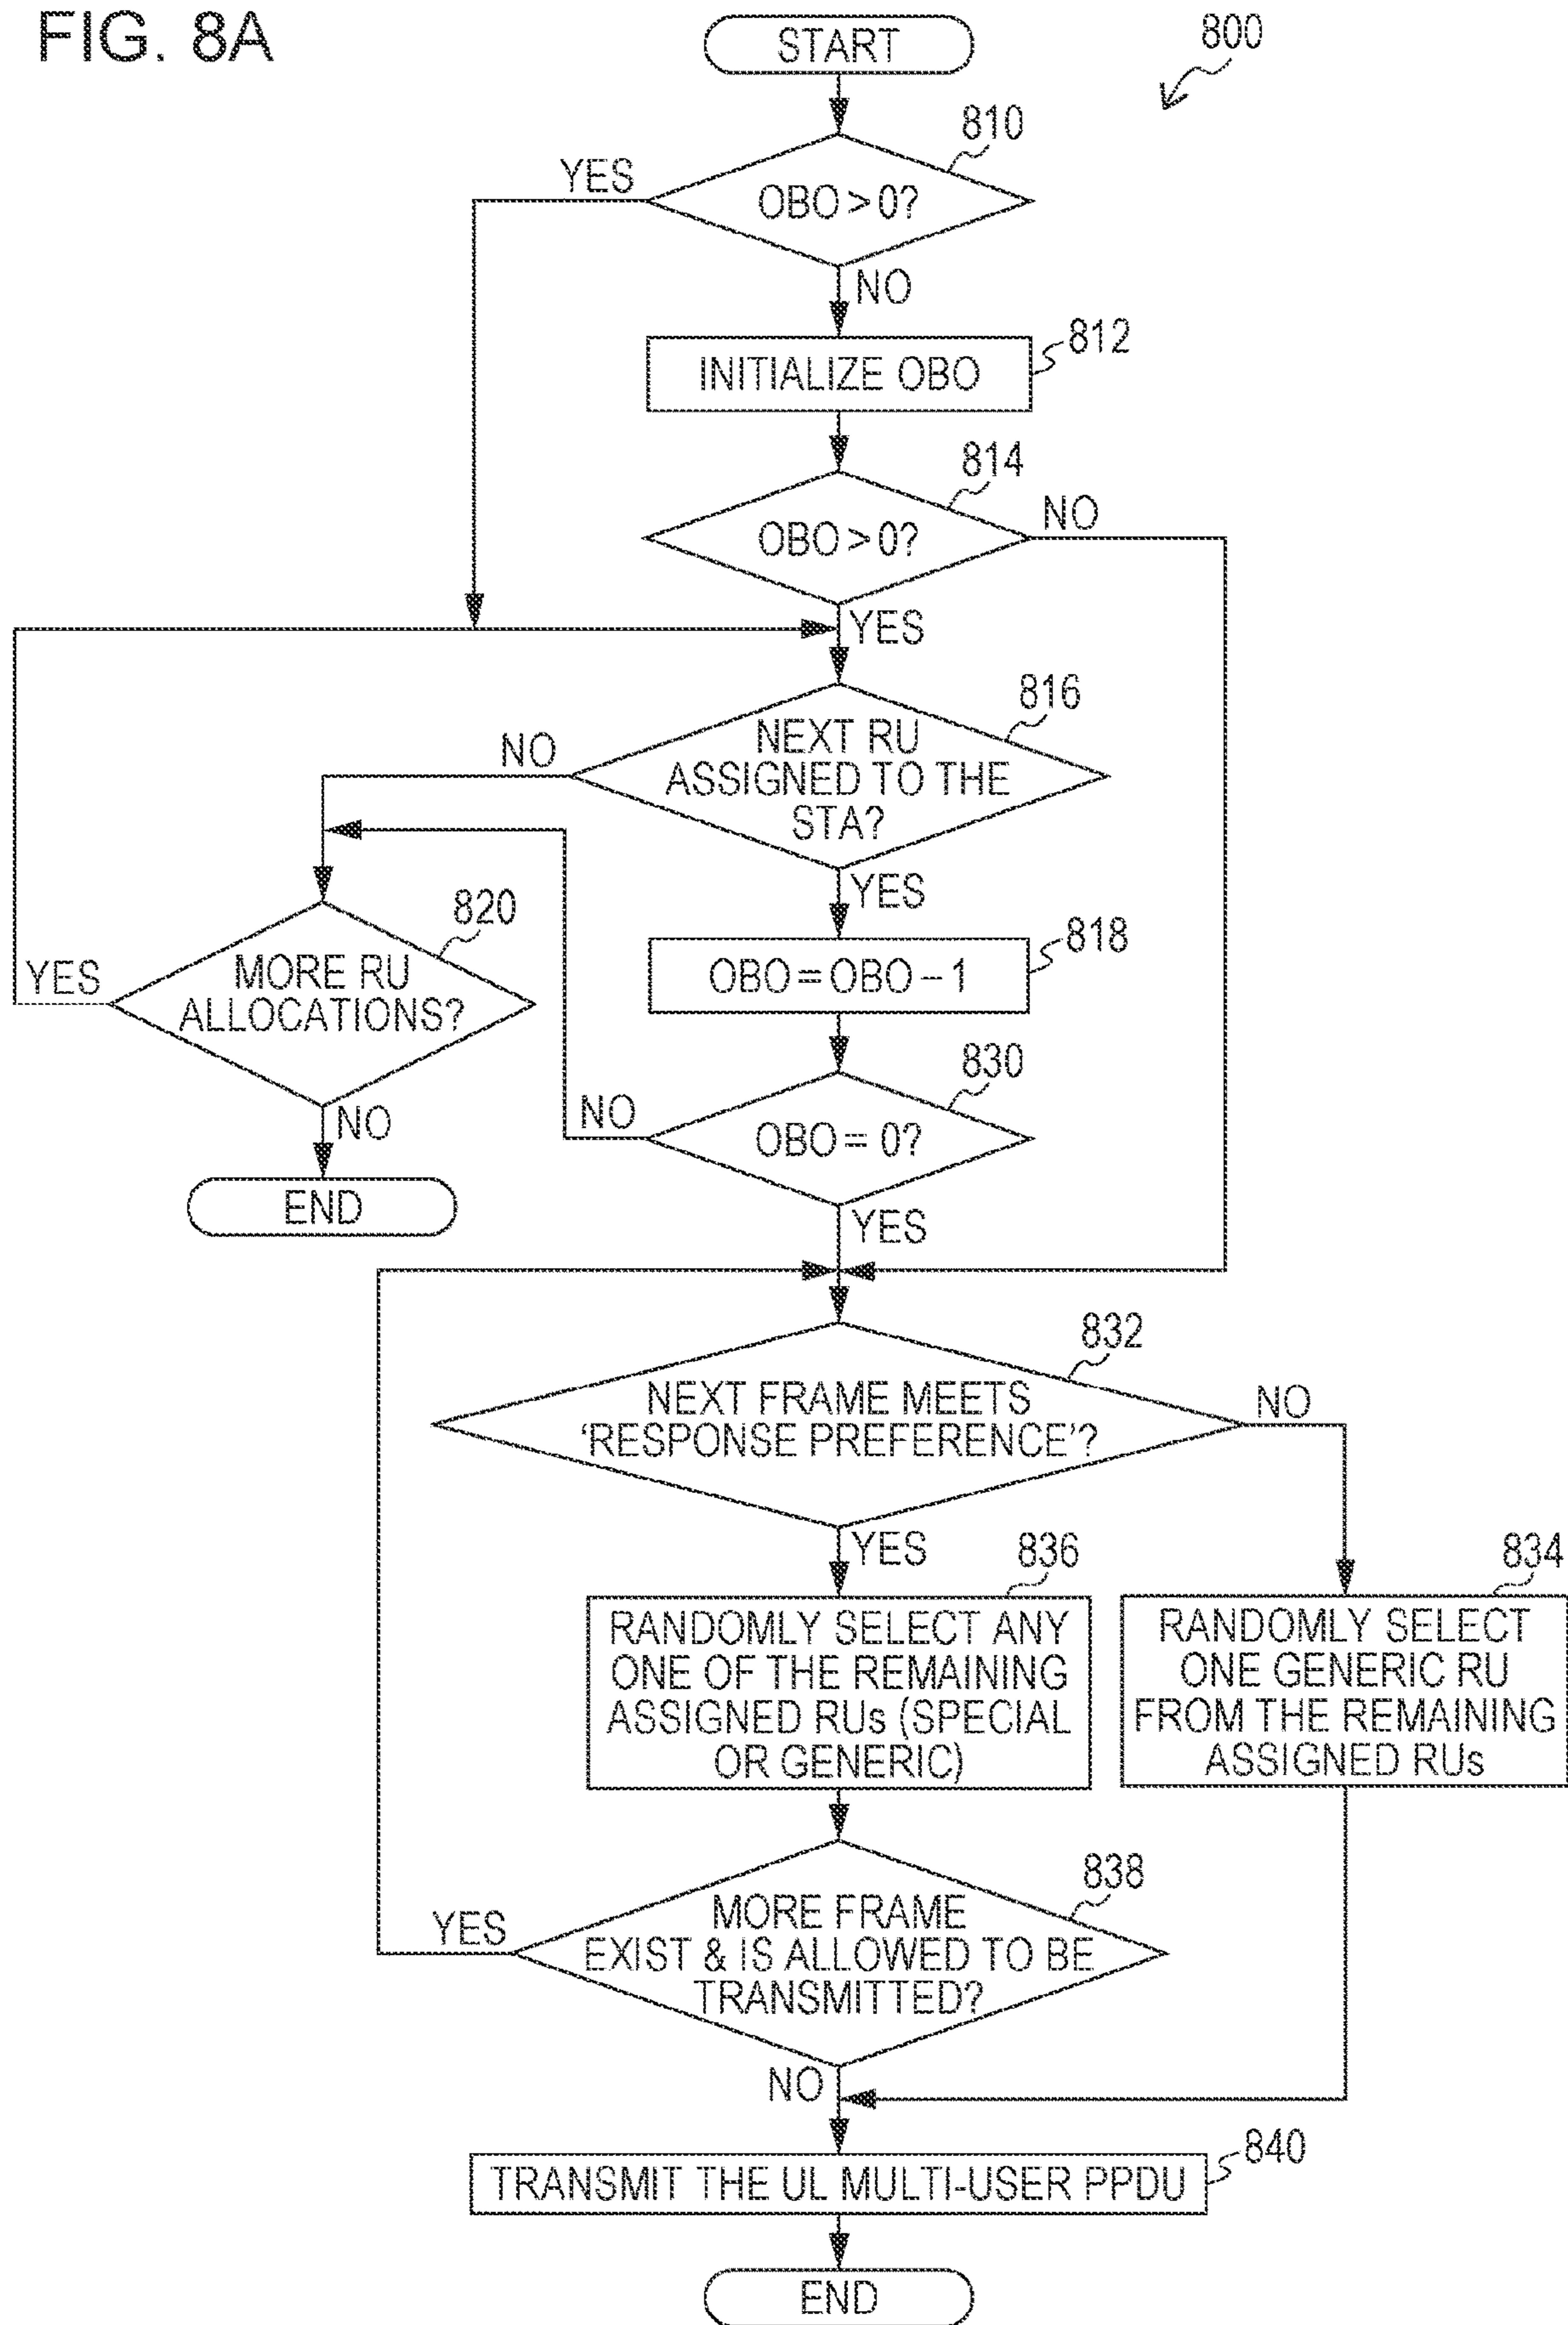 FIG. 8A
START
800
810
YES
OBO > 0?
NO
812
INITIALIZE OBO
814
NO
OBO > 0?
YES
816
NO
NEXT RU
ASSIGNED TO THE
STA?
YES
820
818
YES
MORE RU
ALLOCATIONS?
OBO = OBO – 1
830
NO
NO
OBO = 0?
END
YES
832
NEXT FRAME MEETS
'RESPONSE PREFERENCE'?
NO
YES
836
834
RANDOMLY SELECT ANY
ONE OF THE REMAINING
ASSIGNED RUs (SPECIAL
OR GENERIC)
RANDOMLY SELECT
ONE GENERIC RU
FROM THE REMAINING
ASSIGNED RUs
838
YES
MORE FRAME
EXIST & IS ALLOWED TO BE
TRANSMITTED?
NO
840
TRANSMIT THE UL MULTI-USER PPDU
END